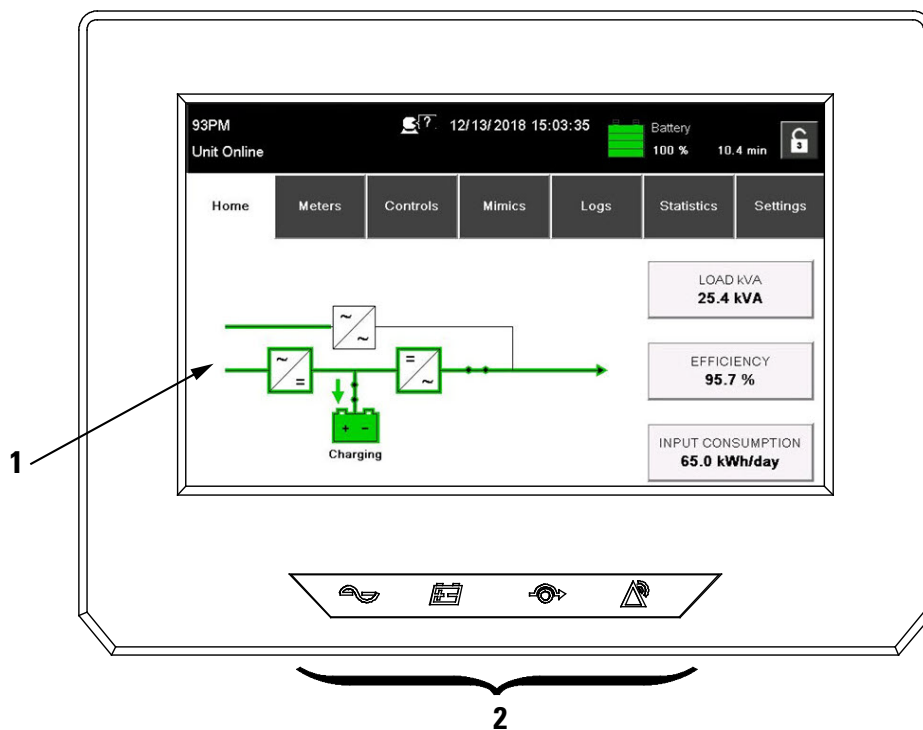 93PM
?
12/13/2018 15:03:35
Battery
Unit Online
100 %
10.4 min
3
Home
Meters
Controls
Mimics
Logs
Statistics
Settings
LOAD kVA
25.4 kVA
~
~
EFFICIENCY
95.7 %
~
=
=
~
+ -
Charging
INPUT CONSUMPTION
65.0 kWh/day
1
2